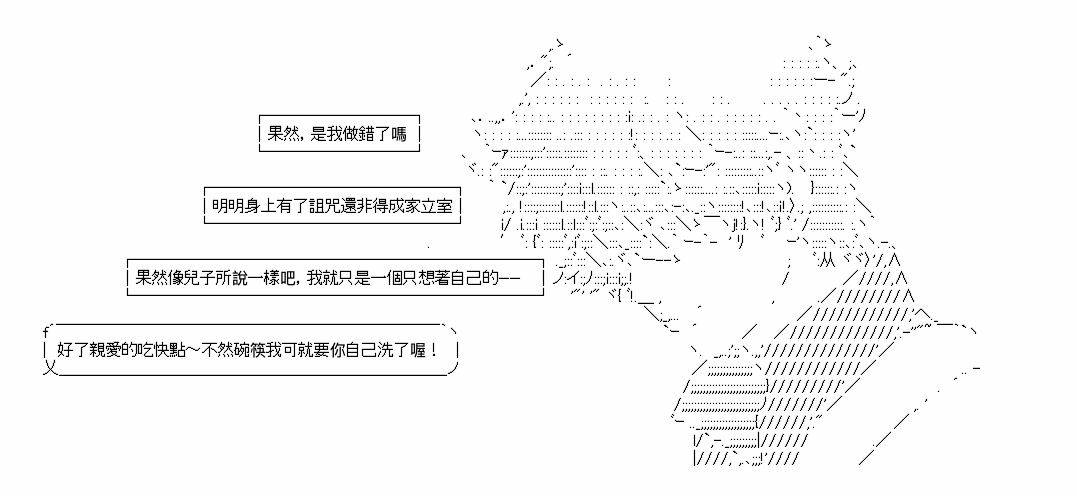 果然, 是我做錯了嗎
明明身上有了詛咒還非得成家立室
果然像兒子所說一樣吧, 我就只是一個只想著自己的——
好了親愛的吃快點～不然碗筷我可就要你自己洗了喔！